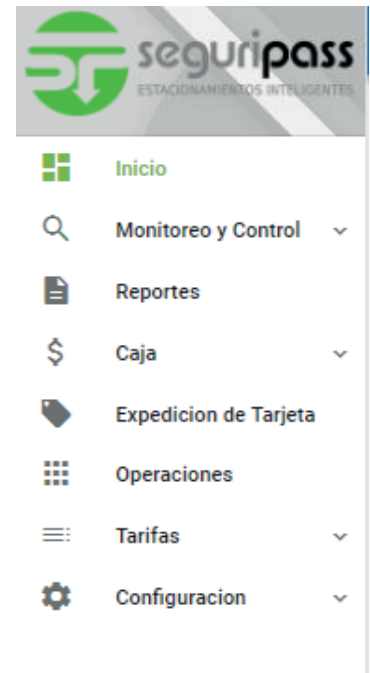 seguripass
ESTACIONAMIENTOS INTELIGENTES
Inicio
Monitoreo y Control
Reportes
Caja
Expedicion de Tarjeta
Operaciones
Tarifas
Configuracion